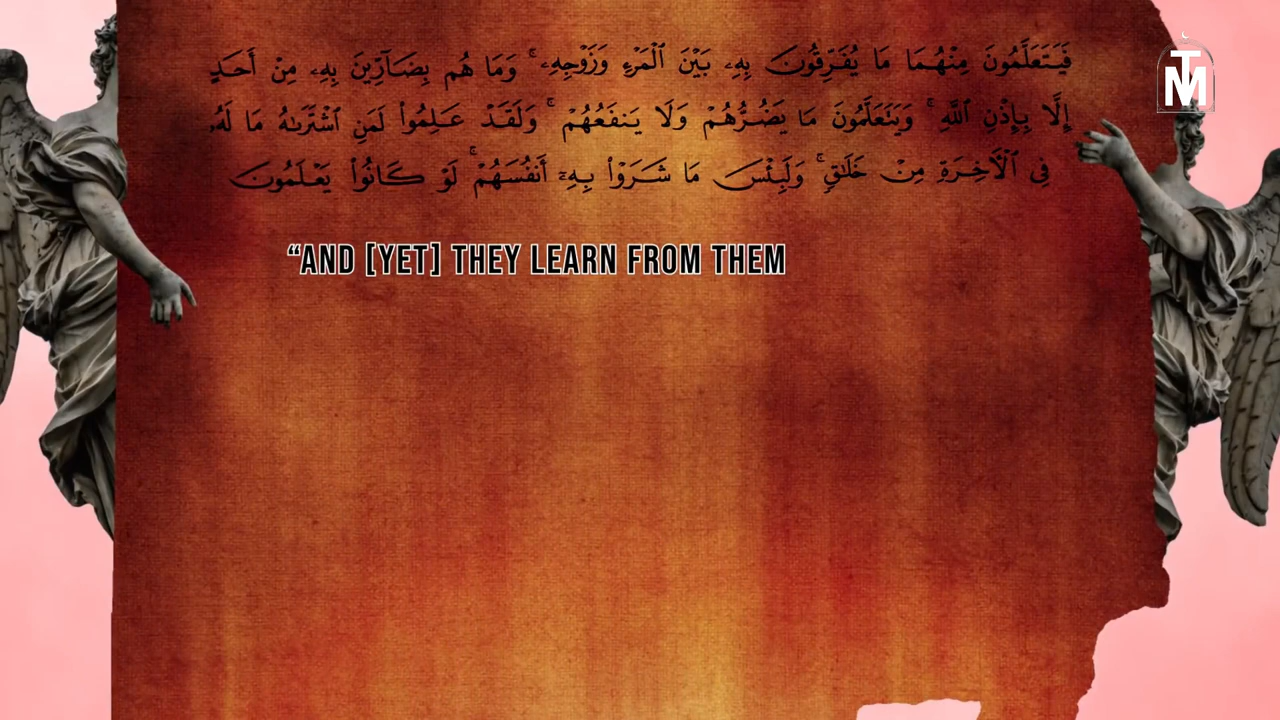 فَيَتَعَلَّمُونَ مِنْهُمَا مَا يُفَرِّقُونَ بِهِۦ بَيْنَ ٱلْمَرْءِ وَزَوْجِهِۦ ۚ وَمَا هُم بِضَآرِّينَ بِهِۦ مِنْ أَحَدٍ
إِلَّا بِإِذْنِ ٱللَّهِ ۚ وَيَتَعَلَّمُونَ مَا يَضُرُّهُمْ وَلَا يَنفَعُهُمْ ۚ وَلَقَدْ عَلِمُوا۟ لَمَنِ ٱشْتَرَىٰهُ مَا لَهُۥ
فِى ٱلْـَٔاخِرَةِ مِنْ خَلَـٰقٍ ۚ وَلَبِئْسَ مَا شَرَوْا۟ بِهِۦٓ أَنفُسَهُمْ ۚ لَوْ كَانُوا۟ يَعْلَمُونَ
“AND [YET] THEY LEARN FROM THEM
TM